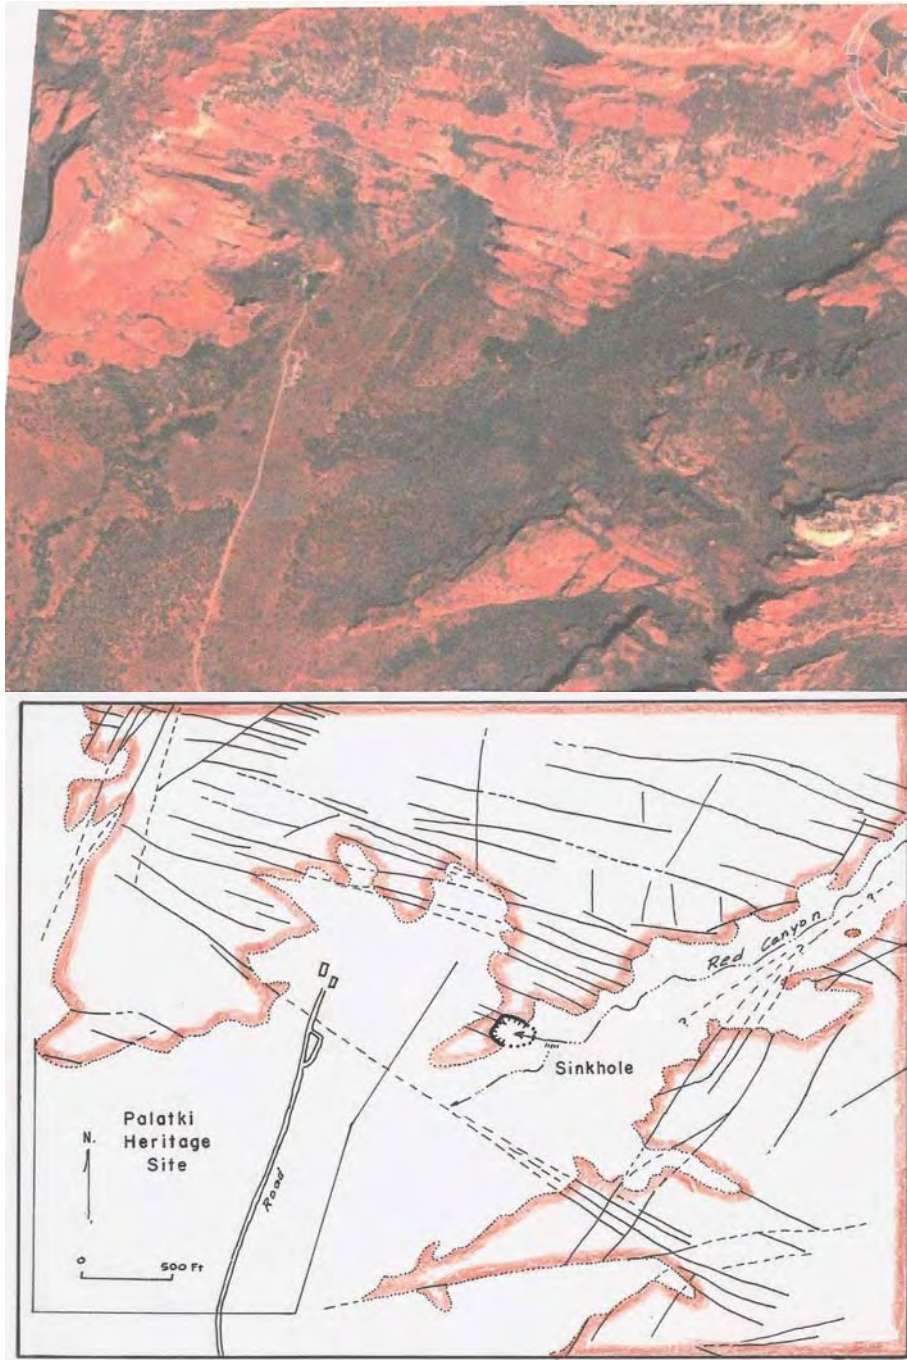 Red Canyon
?
?
?
Sinkhole
Palatki
Heritage
Site
N.
Road
0
500 Ft